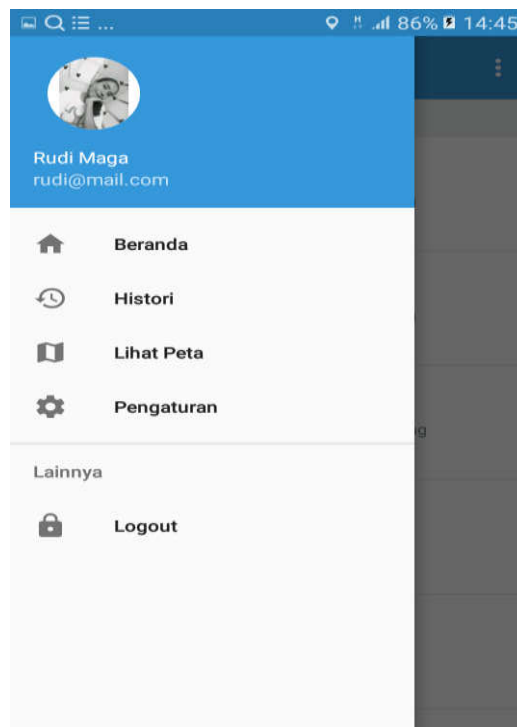 ... 86% 14:45
Rudi Maga
rudi@mail.com
Beranda
Histori
Lihat Peta
Pengaturan
g
Lainnya
Logout